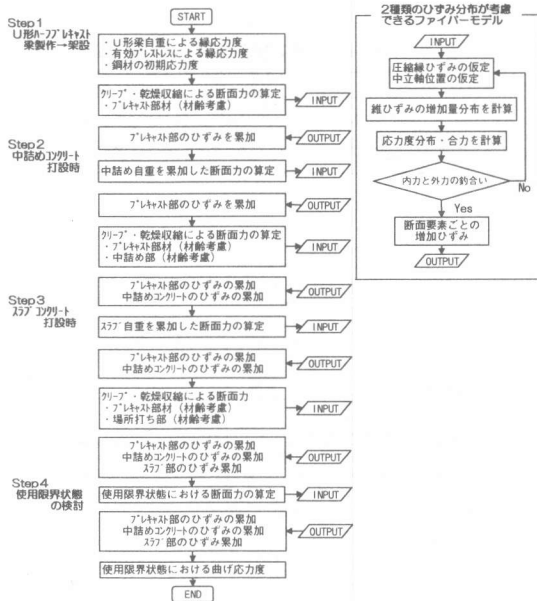 START
Step1
U形ハーフプレキャスト
梁製作→架設
・U形梁自重による縁応力度
・有効プレストレスによる縁応力度
・鋼材の初期応力度
クリープ・乾燥収縮による断面力の算定
・プレキャスト部材(材齢考慮)
INPUT
プレキャスト部のひずみを累加
OUTPUT
Step2
中詰めコンクリート
打設時
中詰め自重を累加した断面力の算定
INPUT
プレキャスト部のひずみを累加
OUTPUT
クリープ・乾燥収縮による断面力の算定
・プレキャスト部材(材齢考慮)
・中詰め部(材齢考慮)
INPUT
プレキャスト部のひずみの累加
中詰めコンクリートのひずみの累加
OUTPUT
Step3
スラブコンクリート
打設時
スラブ自重を累加した断面力の算定
INPUT
プレキャスト部のひずみの累加
中詰めコンクリートのひずみの累加
OUTPUT
クリープ・乾燥収縮による断面力
・プレキャスト部材(材齢考慮)
・場所打ち部(材齢考慮)
INPUT
プレキャスト部のひずみの累加
中詰めコンクリートのひずみの累加
スラブ部のひずみ累加
OUTPUT
Step4
使用限界状態
の検討
使用限界状態における断面力の算定
INPUT
プレキャスト部のひずみの累加
中詰めコンクリートのひずみの累加
スラブ部のひずみ累加
OUTPUT
使用限界状態における曲げ応力度
END
2種類のひずみ分布が考慮
できるファイバーモデル
INPUT
圧縮縁ひずみの仮定
中立軸位置の仮定
維ひずみの増加量分布を計算
応力度分布・合力を計算
内力と外力の釣合い
No
Yes
断面要素ごとの
増加ひずみ
OUTPUT